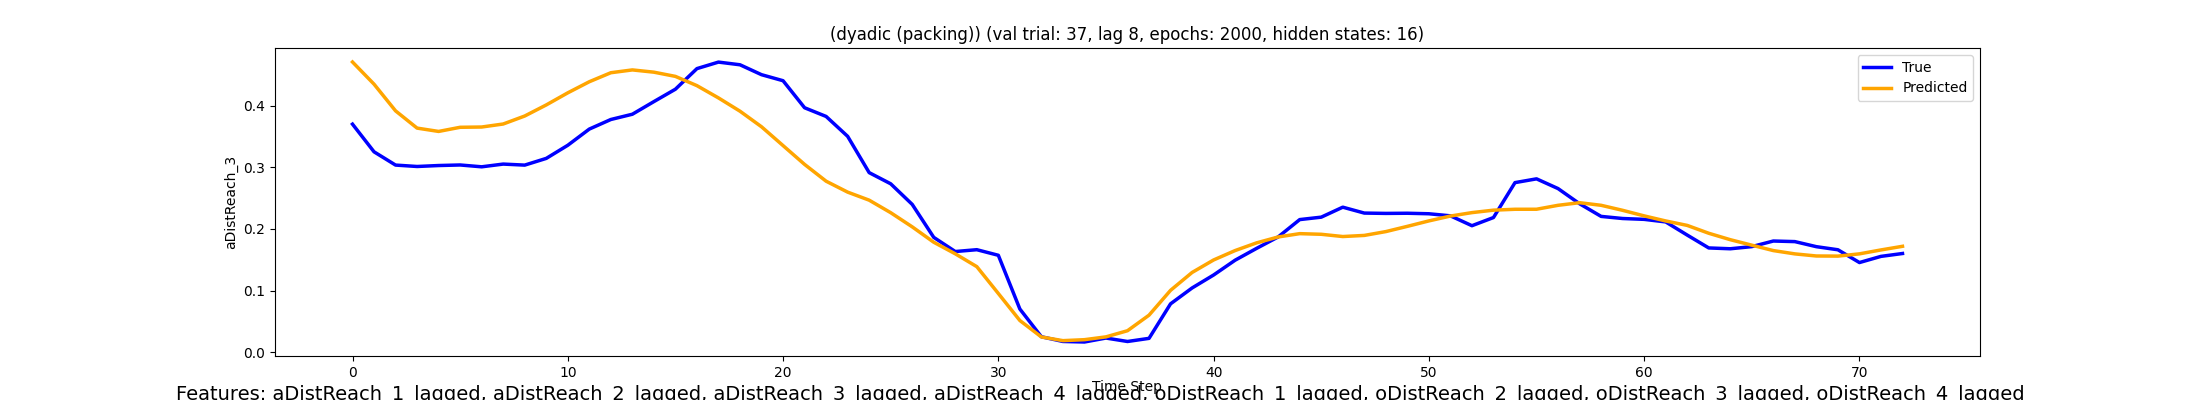 (dyadic (packing)) (val trial: 37, lag 8, epochs: 2000, hidden states: 16)
True
Predicted
aDistReach_3
0.4
0.3
0.2
0.1
0.0
0 10 20 30 40 50 60 70
Time Step
Features: aDistReach_1_lagged, aDistReach_2_lagged, aDistReach_3_lagged, aDistReach_4_lagged, oDistReach_1_lagged, oDistReach_2_lagged, oDistReach_3_lagged, oDistReach_4_lagged